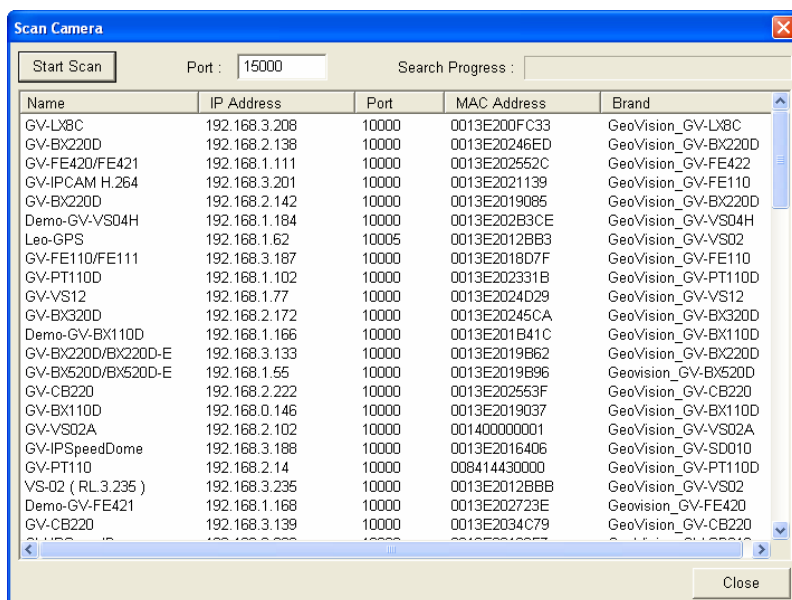 Scan Camera
Start Scan Port : 15000 Search Progress :
Name IP Address Port MAC Address Brand
GV-LX8C 192.168.3.208 10000 0013E200FC33 GeoVision_GV-LX8C
GV-BX220D 192.168.2.138 10000 0013E20246ED GeoVision_GV-BX220D
GV-FE420/FE421 192.168.1.111 10000 0013E202552C GeoVision_GV-FE422
GV-IPCAM H.264 192.168.3.201 10000 0013E2021139 GeoVision_GV-FE110
GV-BX220D 192.168.2.142 10000 0013E2019085 GeoVision_GV-BX220D
Demo-GV-VS04H 192.168.1.184 10000 0013E202B3CE GeoVision_GV-VS04H
Leo-GPS 192.168.1.62 10005 0013E2012BB3 GeoVision_GV-VS02
GV-FE110/FE111 192.168.3.187 10000 0013E2018D7F GeoVision_GV-FE110
GV-PT110D 192.168.1.102 10000 0013E202331B GeoVision_GV-PT110D
GV-VS12 192.168.1.77 10000 0013E2024D29 GeoVision_GV-VS12
GV-BX320D 192.168.2.172 10000 0013E20245CA GeoVision_GV-BX320D
Demo-GV-BX110D 192.168.1.166 10000 0013E201B41C GeoVision_GV-BX110D
GV-BX220D/BX220D-E 192.168.3.133 10000 0013E2019B62 GeoVision_GV-BX220D
GV-BX520D/BX520D-E 192.168.1.55 10000 0013E2019B96 Geovision_GV-BX520D
GV-CB220 192.168.2.222 10000 0013E202553F GeoVision_GV-CB220
GV-BX110D 192.168.0.146 10000 0013E2019037 GeoVision_GV-BX110D
GV-VS02A 192.168.2.102 10000 001400000001 GeoVision_GV-VS02A
GV-IPSpeedDome 192.168.3.188 10000 0013E2016406 GeoVision_GV-SD010
GV-PT110 192.168.2.14 10000 008414430000 GeoVision_GV-PT110D
VS-02 ( RL.3.235 ) 192.168.3.235 10000 0013E2012BBB GeoVision_GV-VS02
Demo-GV-FE421 192.168.1.168 10000 0013E202723E Geovision_GV-FE420
GV-CB220 192.168.3.139 10000 0013E2034C79 GeoVision_GV-CB220
Close